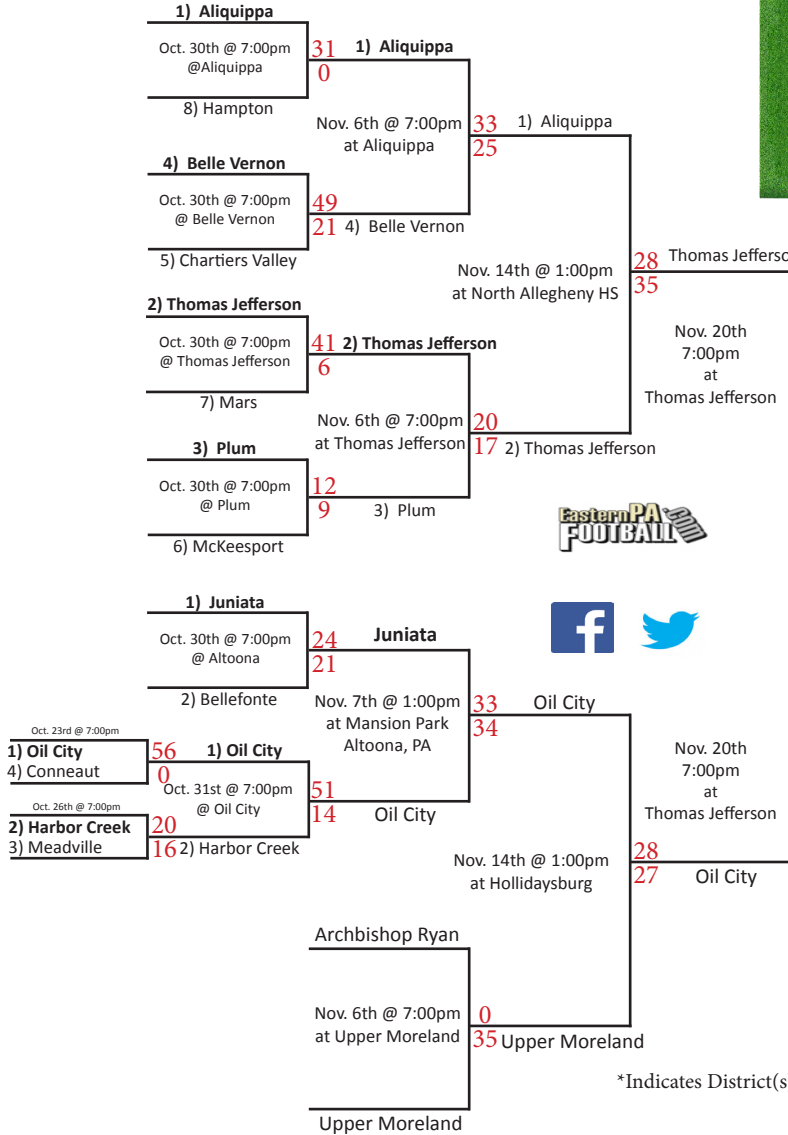 1) Aliquippa
Oct. 30th @ 7:00pm
@Aliquippa
31
0
8) Hampton
1) Aliquippa
Nov. 6th @ 7:00pm
at Aliquippa
33
25
1) Aliquippa
4) Belle Vernon
Oct. 30th @ 7:00pm
@ Belle Vernon
49
21
4) Belle Vernon
5) Chartiers Valley
Nov. 14th @ 1:00pm
at North Allegheny HS
28
35
Thomas Jefferso
2) Thomas Jefferson
Oct. 30th @ 7:00pm
@ Thomas Jefferson
41
6
2) Thomas Jefferson
7) Mars
Nov. 20th
7:00pm
at
Thomas Jefferson
Nov. 6th @ 7:00pm
at Thomas Jefferson
20
17
2) Thomas Jefferson
3) Plum
Oct. 30th @ 7:00pm
@ Plum
12
9
3) Plum
6) McKeesport
EasternPA
FOOTBALL
.com
1) Juniata
Oct. 30th @ 7:00pm
@ Altoona
24
21
Juniata
2) Bellefonte
Nov. 7th @ 1:00pm
at Mansion Park
Altoona, PA
33
34
Oil City
Oct. 23rd @ 7:00pm
1) Oil City
4) Conneaut
56
0
1) Oil City
Oct. 31st @ 7:00pm
@ Oil City
51
14
Oil City
Oct. 26th @ 7:00pm
2) Harbor Creek
3) Meadville
20
16
2) Harbor Creek
Nov. 20th
7:00pm
at
Thomas Jefferson
Nov. 14th @ 1:00pm
at Hollidaysburg
28
27
Oil City
Archbishop Ryan
Nov. 6th @ 7:00pm
at Upper Moreland
0
35
Upper Moreland
Upper Moreland
*Indicates District(s